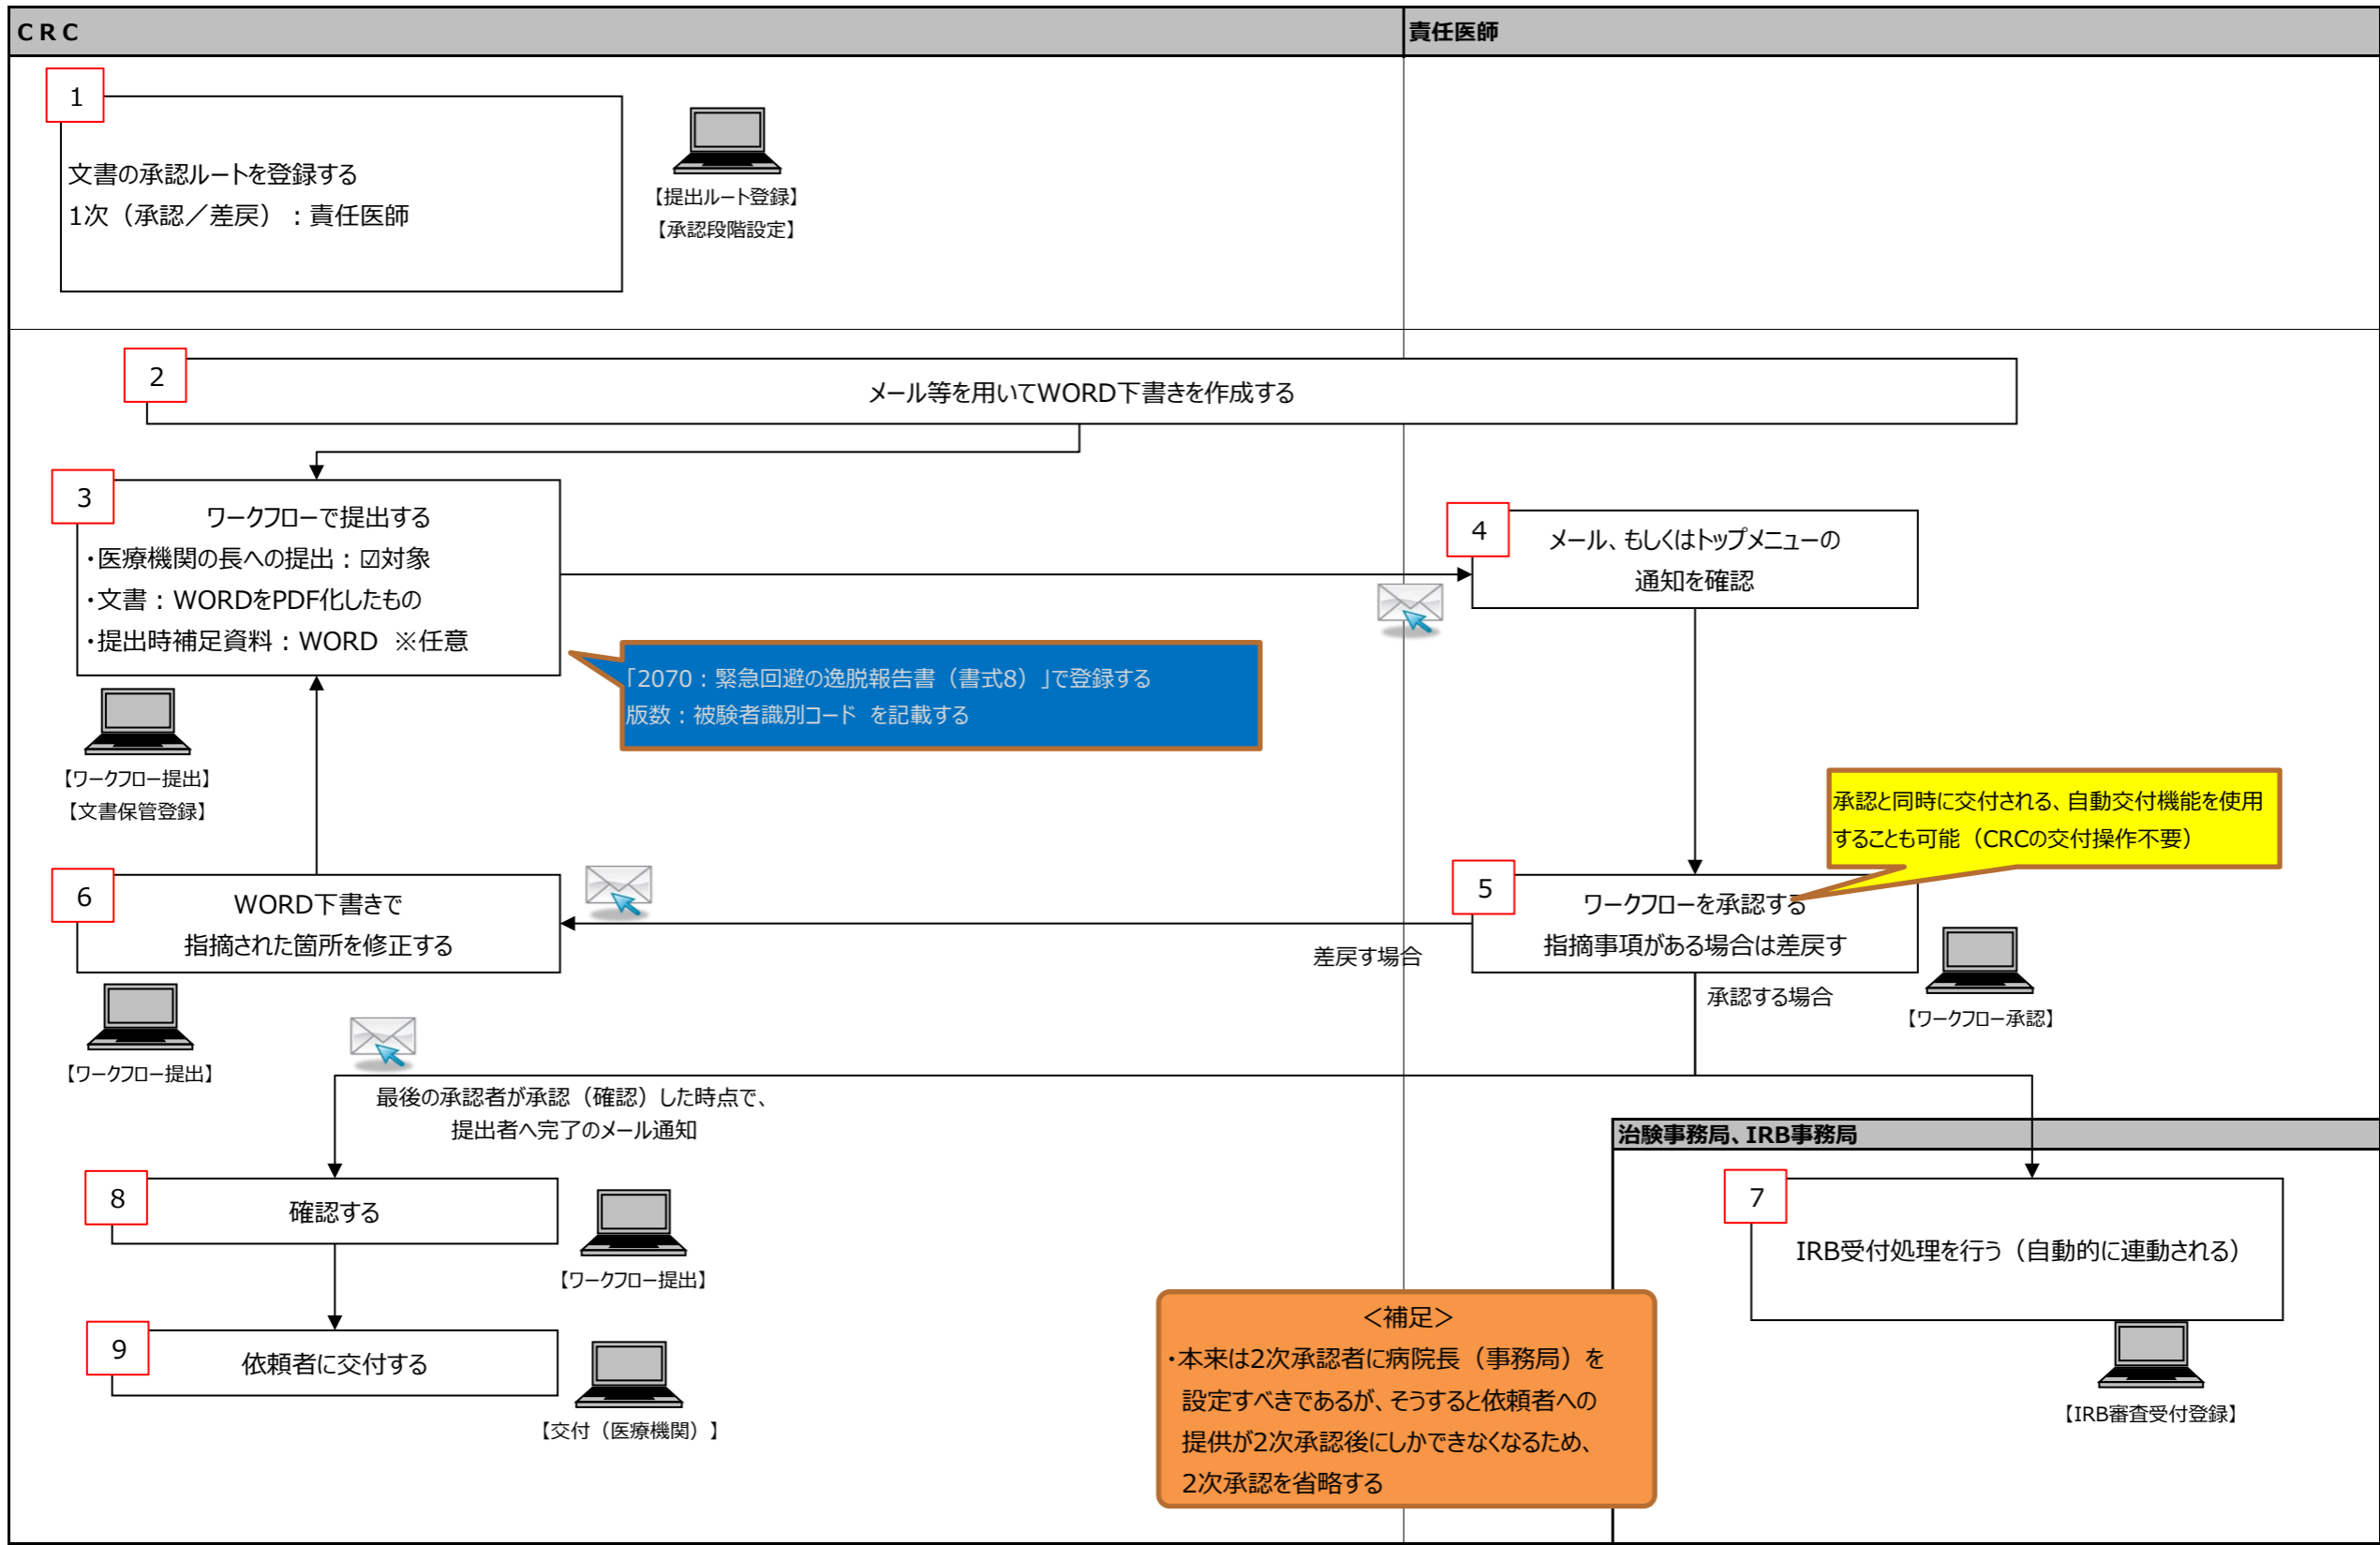 ＣＲＣ
責任医師
1
文書の承認ルートを登録する
1次（承認／差戻）：責任医師
【提出ルート登録】
【承認段階設定】
2
メール等を用いてWORD下書きを作成する
3
ワークフローで提出する
・医療機関の長への提出：☑対象
・文書：WORDをPDF化したもの
・提出時補足資料：WORD ※任意
【ワークフロー提出】
【文書保管登録】
「2070：緊急回避の逸脱報告書（書式8）」で登録する
版数：被験者識別コード を記載する
4
メール、もしくはトップメニューの
通知を確認
承認と同時に交付される、自動交付機能を使用
することも可能（CRCの交付操作不要）
5
ワークフローを承認する
指摘事項がある場合は差戻す
【ワークフロー承認】
差戻す場合
承認する場合
6
WORD下書きで
指摘された箇所を修正する
【ワークフロー提出】
最後の承認者が承認（確認）した時点で、
提出者へ完了のメール通知
治験事務局、IRB事務局
7
IRB受付処理を行う（自動的に連動される）
【IRB審査受付登録】
8
確認する
【ワークフロー提出】
9
依頼者に交付する
【交付（医療機関）】
＜補足＞
・本来は2次承認者に病院長（事務局）を
設定すべきであるが、そうすると依頼者への
提供が2次承認後にしかできなくなるため、
2次承認を省略する